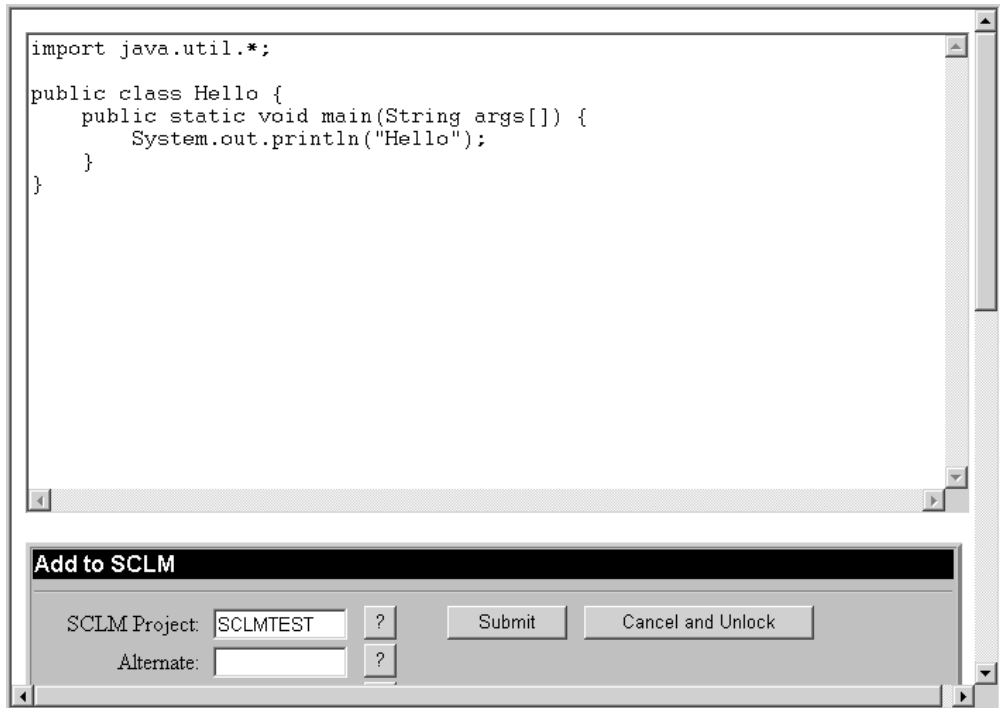 import java.util.*;
public class Hello {
    public static void main(String args[]) {
        System.out.println("Hello");
    }
}
Add to SCLM
SCLM Project: SCLMTEST ? Submit Cancel and Unlock
Alternate: ?